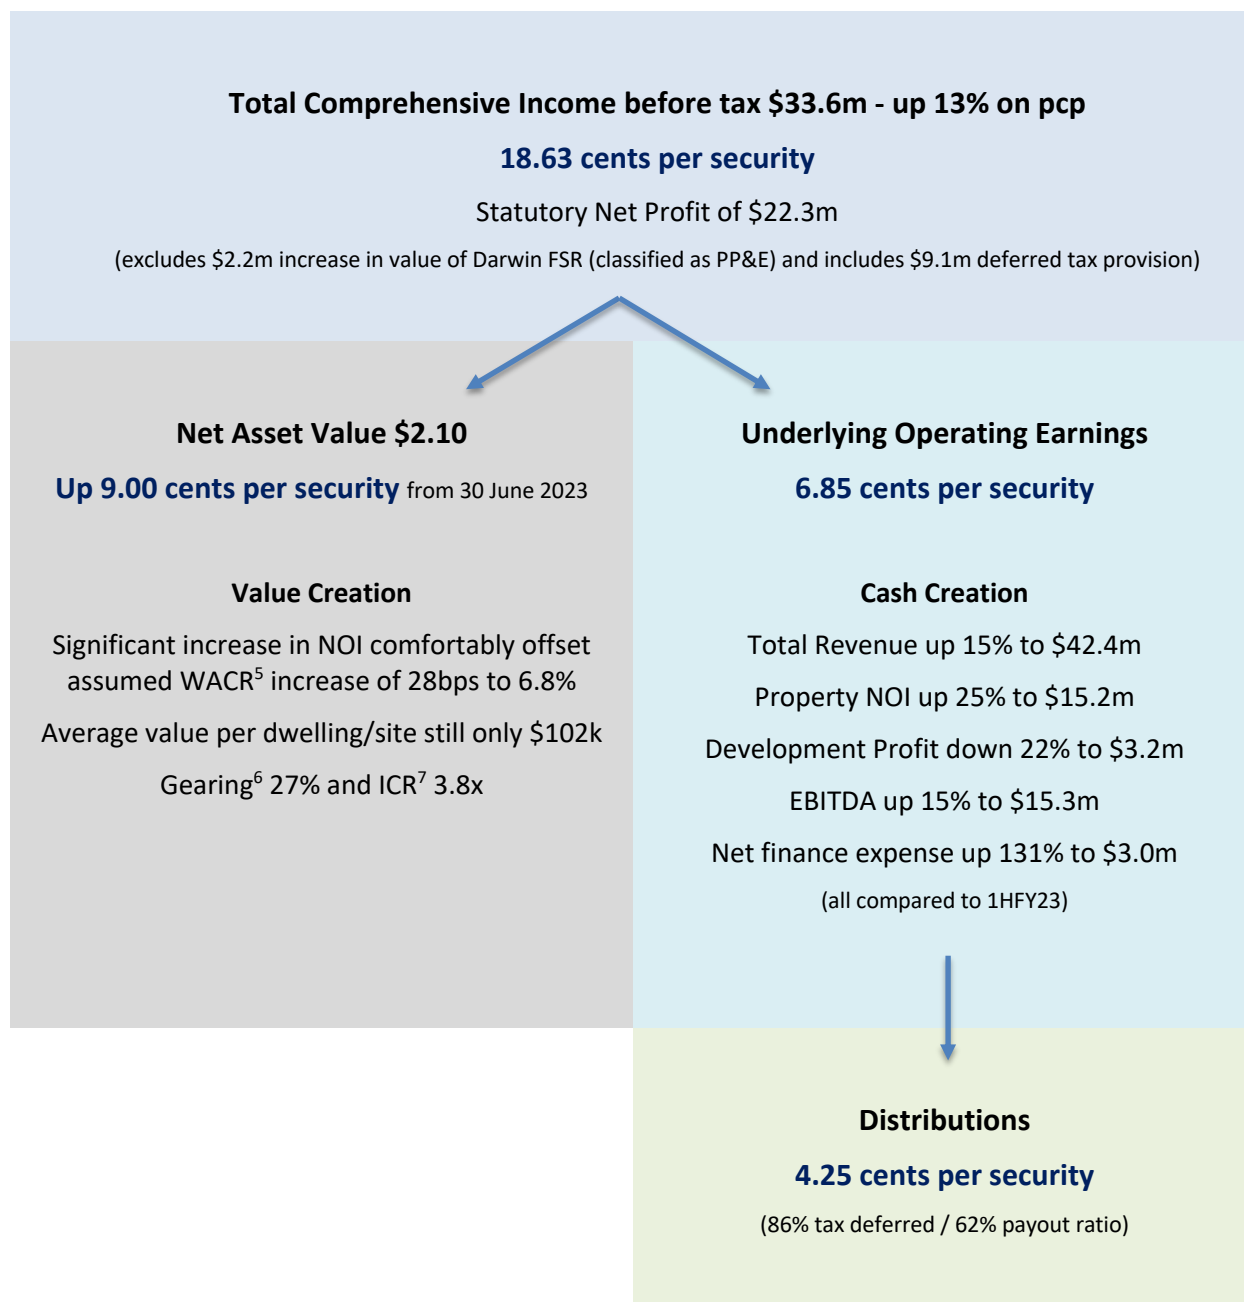 Total Comprehensive Income before tax $33.6m - up 13% on pcp
18.63 cents per security
Statutory Net Profit of $22.3m
(excludes $2.2m increase in value of Darwin FSR (classified as PP&E) and includes $9.1m deferred tax provision)
Net Asset Value $2.10
Up 9.00 cents per security from 30 June 2023
Value Creation
Significant increase in NOI comfortably offset
assumed WACR5 increase of 28bps to 6.8%
Average value per dwelling/site still only $102k
Gearing6 27% and ICR7 3.8x
Underlying Operating Earnings
6.85 cents per security
Cash Creation
Total Revenue up 15% to $42.4m
Property NOI up 25% to $15.2m
Development Profit down 22% to $3.2m
EBITDA up 15% to $15.3m
Net finance expense up 131% to $3.0m
(all compared to 1HFY23)
Distributions
4.25 cents per security
(86% tax deferred / 62% payout ratio)